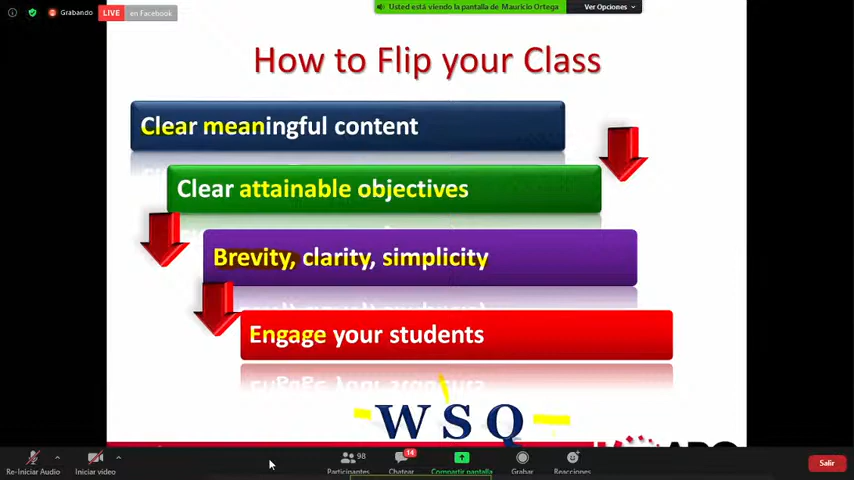 Grabando
LIVE
en Facebook
Usted está viendo la pantalla de Mauricio Ortega
Ver Opciones
How to Flip your Class
Clear meaningful content
Clear attainable objectives
Brevity, clarity, simplicity
Engage your students
WSQ
98
14
Re-Iniciar Audio
Iniciar video
Participantes
Chatear
Compartir pantalla
Grabar
Reacciones
Salir